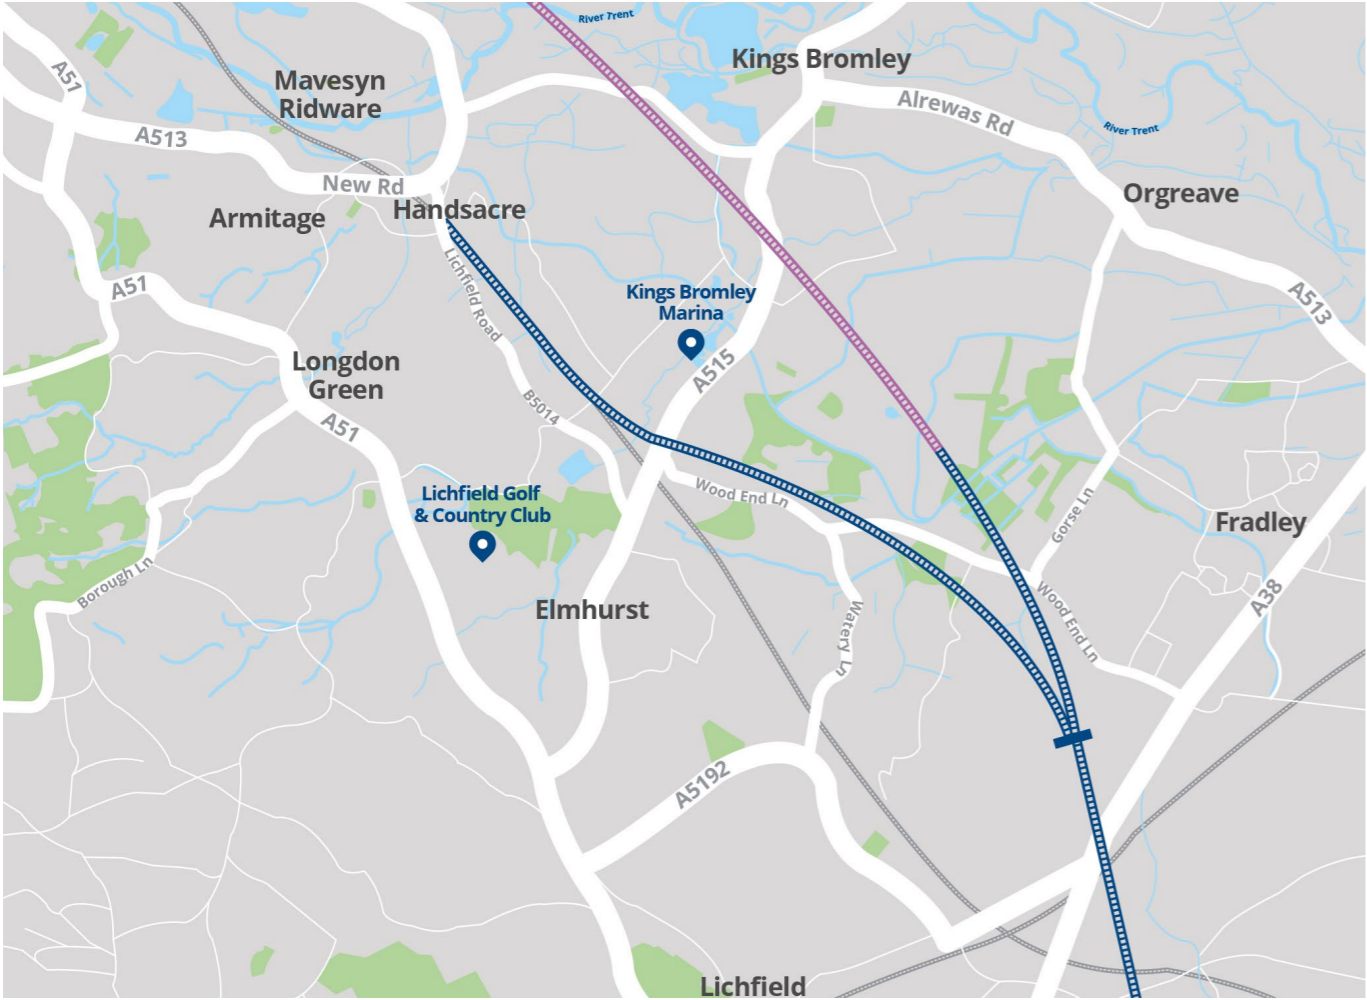 River Trent
Kings Bromley
A51
Mavesyn
Ridware
Alrewas Rd
River Trent
A513
New Rd
Orgreave
Armitage
Handsacre
A51
Lichfield Road
Kings Bromley
Marina
A513
A515
Longdon
Green
B5014
A51
Lichfield Golf
& Country Club
Wood End Ln
Gorse Ln
Fradley
Borough Ln
Elmhurst
A38
Watery Ln
Wood End Ln
A5192
Lichfield